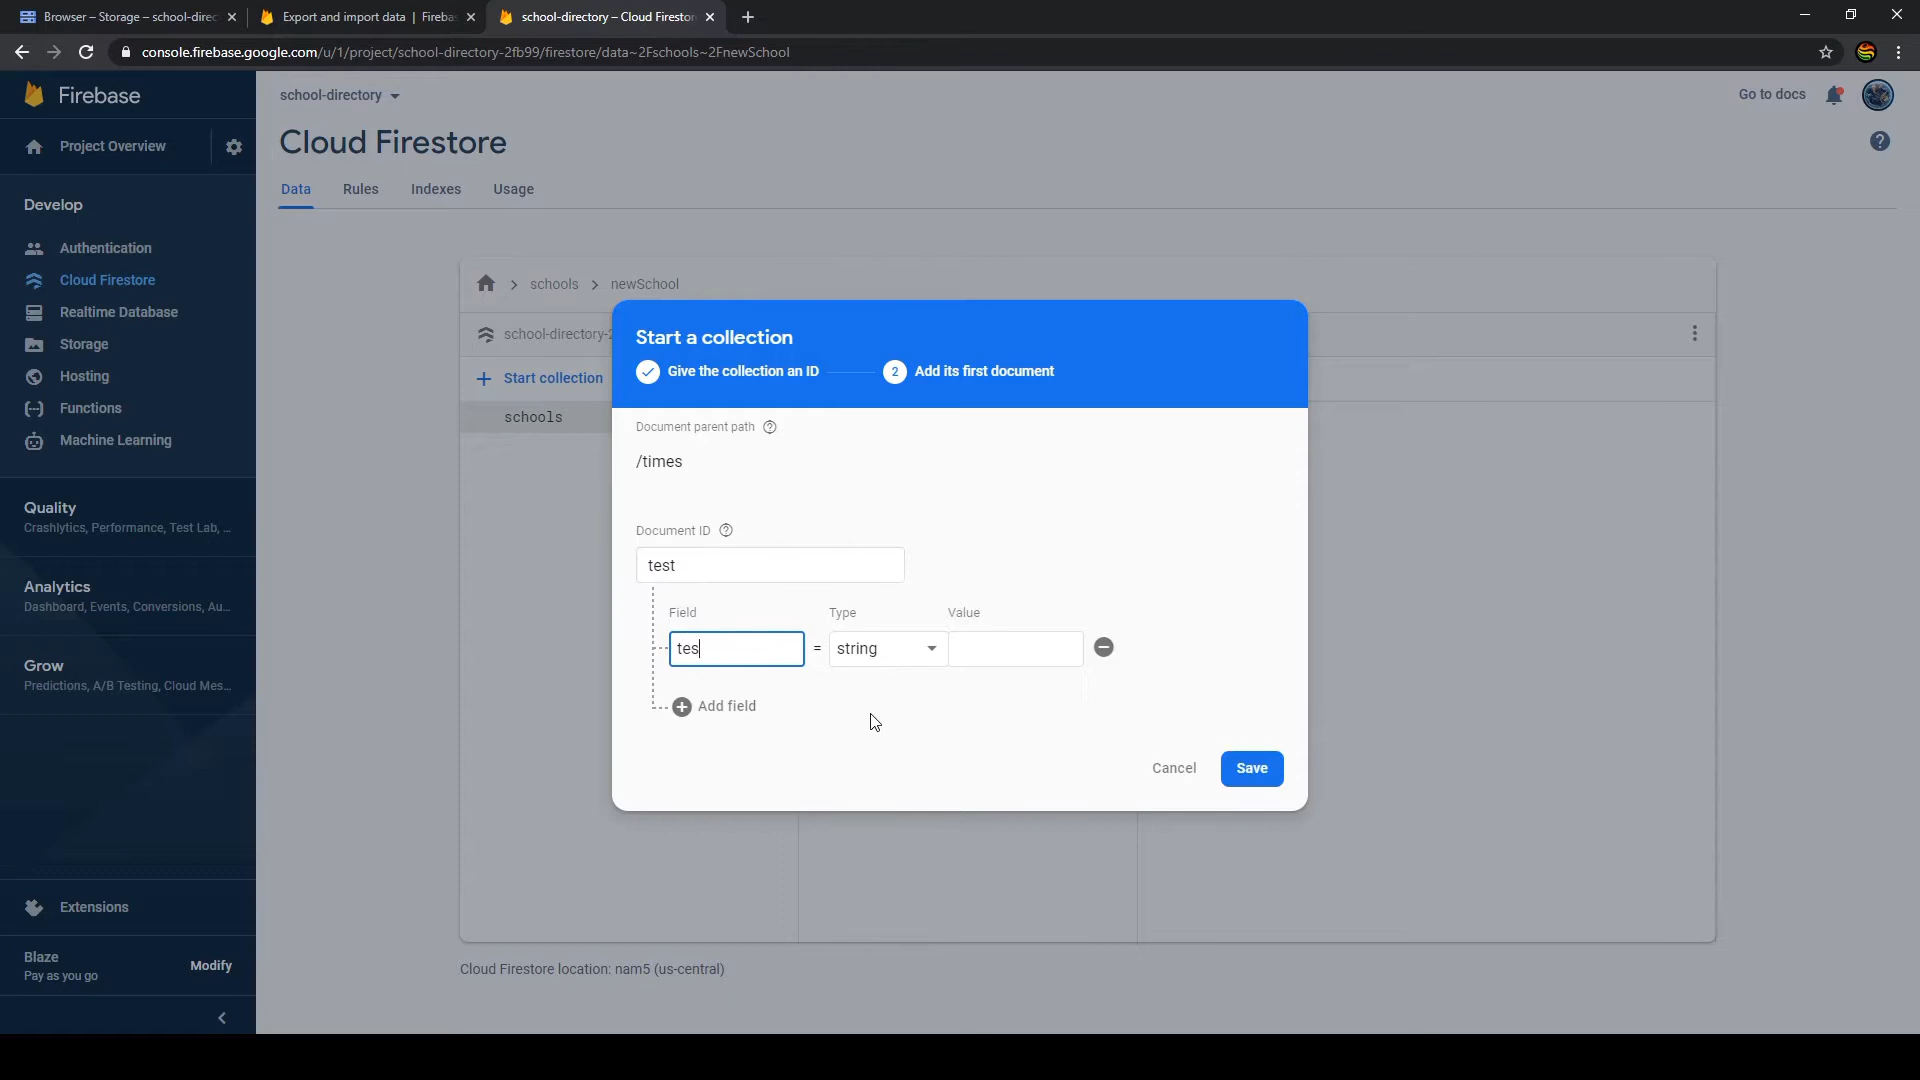 Browser – Storage – school-direc
Export and import data | Fireba
school-directory – Cloud Firestor
console.firebase.google.com/u/1/project/school-directory-2fb99/firestore/data~2Fschools~2FnewSchool
Firebase
school-directory
Go to docs
Project Overview
Cloud Firestore
Data
Rules
Indexes
Usage
Develop
Authentication
Cloud Firestore
Realtime Database
Storage
Hosting
Functions
Machine Learning
Quality
Crashlytics, Performance, Test Lab, ...
Analytics
Dashboard, Events, Conversions, Au...
Grow
Predictions, A/B Testing, Cloud Mes...
Extensions
Blaze
Pay as you go
Modify
schools > newSchool
school-directory-2
Start collection
schools
Start a collection
Give the collection an ID
2 Add its first document
Document parent path
/times
Document ID
test
Field
Type
Value
tes = string
Add field
Cancel
Save
Cloud Firestore location: nam5 (us-central)